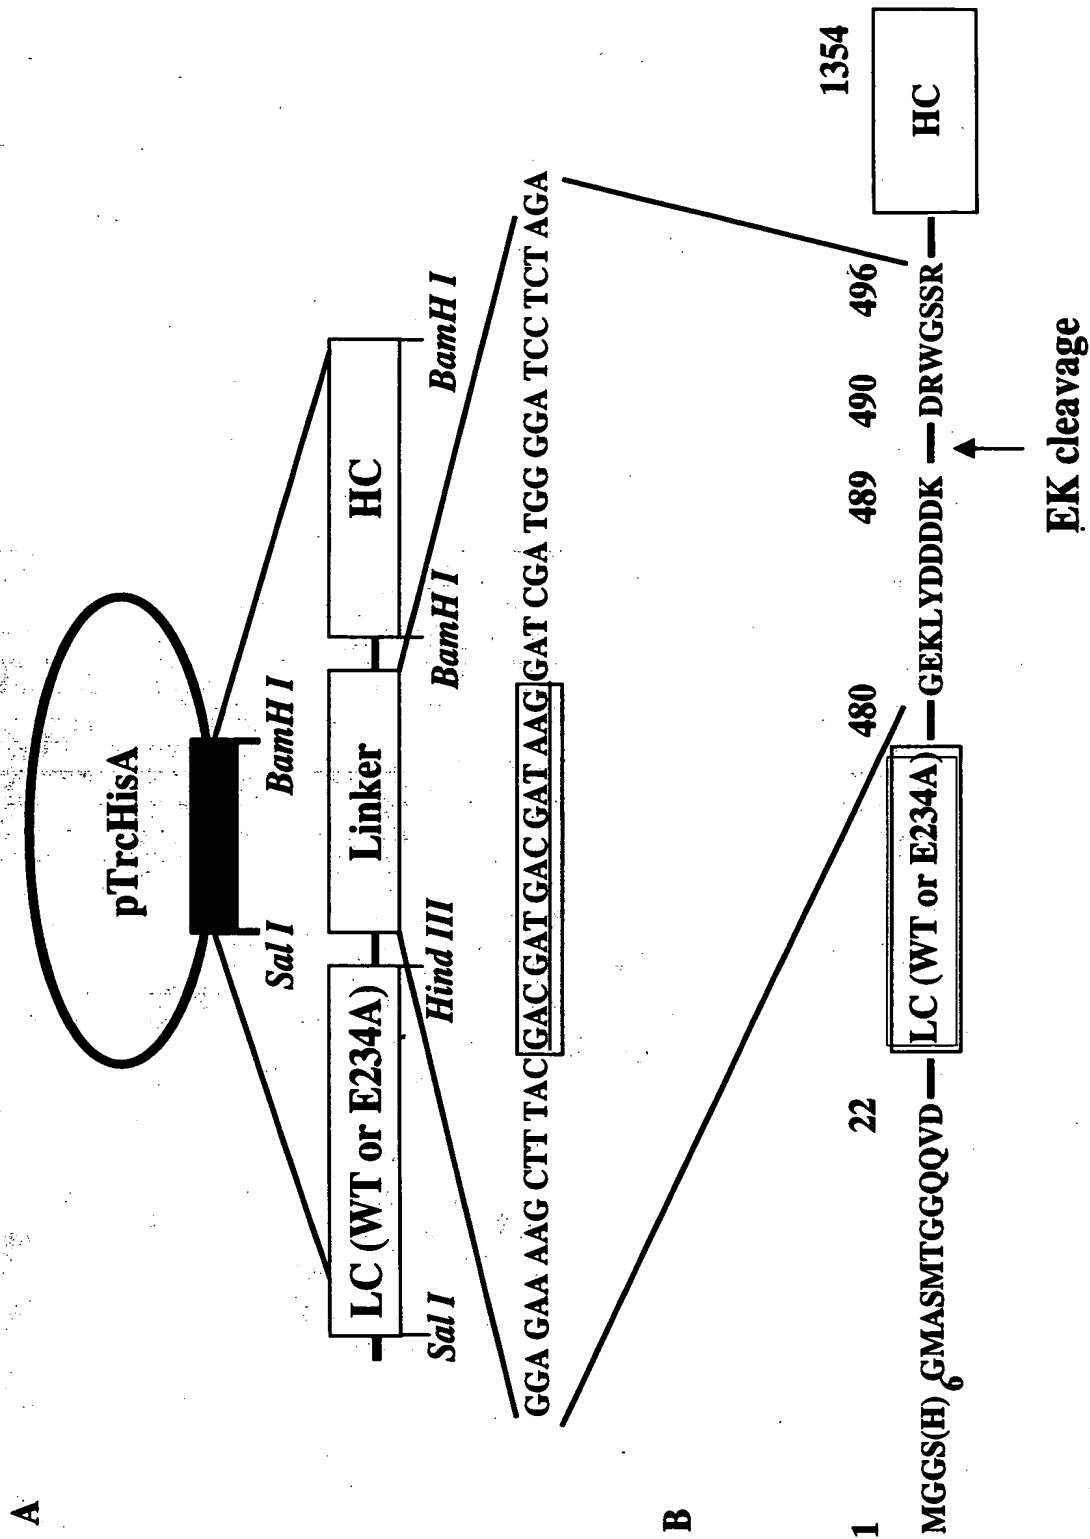 A
pTrcHisA
Sal I
BamH I
LC (WT or E234A)
Linker
HC
Sal I
Hind III
BamH I
BamH I
GGA GAA AAG CTT TAC GAC GAT GAC GAT AAG GAT CGA TGG GGA TCC TCT AGA
B
1
22
480
489
490
496
1354
MGGS(H)6 GMASMTGGQQVD
LC (WT or E234A)
GEKLYDDDDK
DRWGSSR
HC
EK cleavage